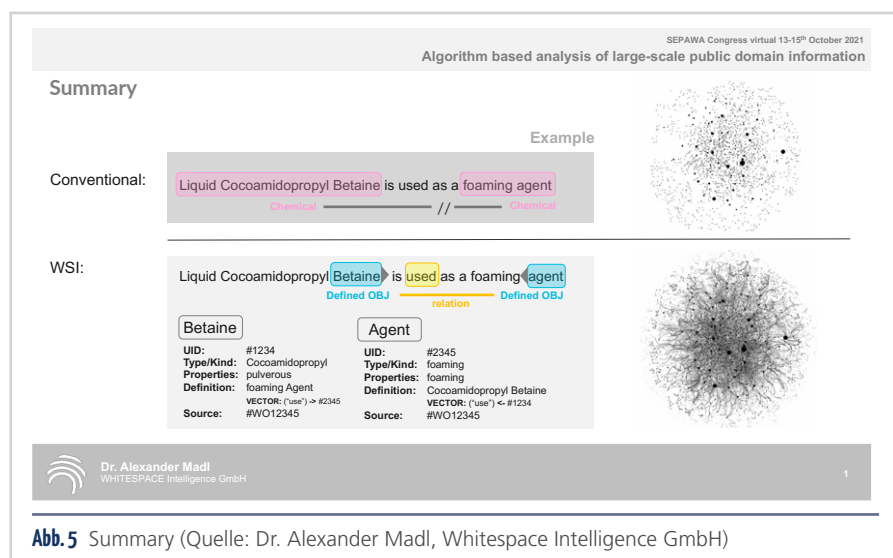 SEPAWA Congress virtual 13-15th October 2021
Algorithm based analysis of large-scale public domain information
Summary
Example
Conventional:
Liquid Cocoamidopropyl Betaine is used as a foaming agent
Chemical // Chemical
WSI:
Liquid Cocoamidopropyl Betaine is used as a foaming agent
Defined OBJ relation Defined OBJ
Betaine
UID: #1234
Type/Kind: Cocoamidopropyl
Properties: pulverous
Definition: foaming Agent
VECTOR: ("use") -> #2345
Source: #WO12345
Agent
UID: #2345
Type/Kind: foaming
Properties: foaming
Definition: Cocoamidopropyl Betaine
VECTOR: ("use") <- #1234
Source: #WO12345
Dr. Alexander Madl
WHITESPACE Intelligence GmbH
1
Abb. 5 Summary (Quelle: Dr. Alexander Madl, Whitespace Intelligence GmbH)